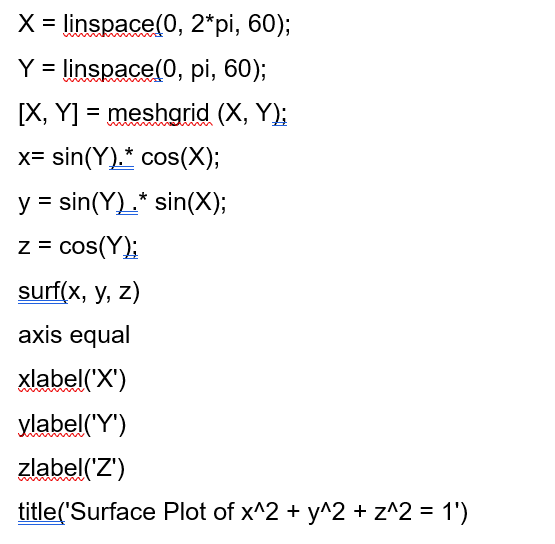 X = linspace(0, 2*pi, 60);
Y = linspace(0, pi, 60);
[X, Y] = meshgrid (X, Y);
x= sin(Y).* cos(X);
y = sin(Y) .* sin(X);
z = cos(Y);
surf(x, y, z)
axis equal
xlabel('X')
ylabel('Y')
zlabel('Z')
title('Surface Plot of x^2 + y^2 + z^2 = 1')